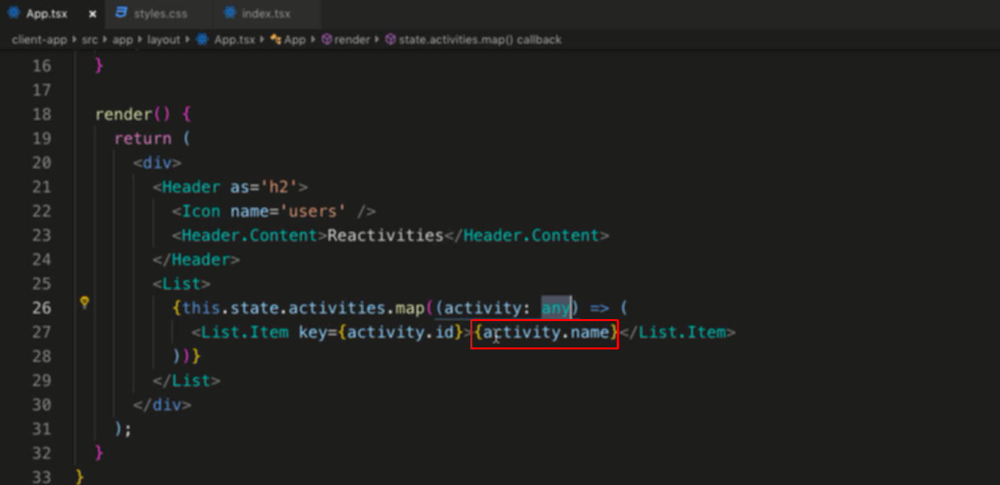 App.tsx × styles.css index.tsx
client-app src app layout App.tsx App render state.activities.map() callback
16 }
17
18 render() {
19 return (
20 <div>
21 <Header as='h2'>
22 <Icon name='users' />
23 <Header.Content>Reactivities</Header.Content>
24 </Header>
25 <List>
26 {this.state.activities.map((activity: any) => (
27 <List.Item key={activity.id}>{activity.name}</List.Item>
28 ))}
29 </List>
30 </div>
31 );
32 }
33 }